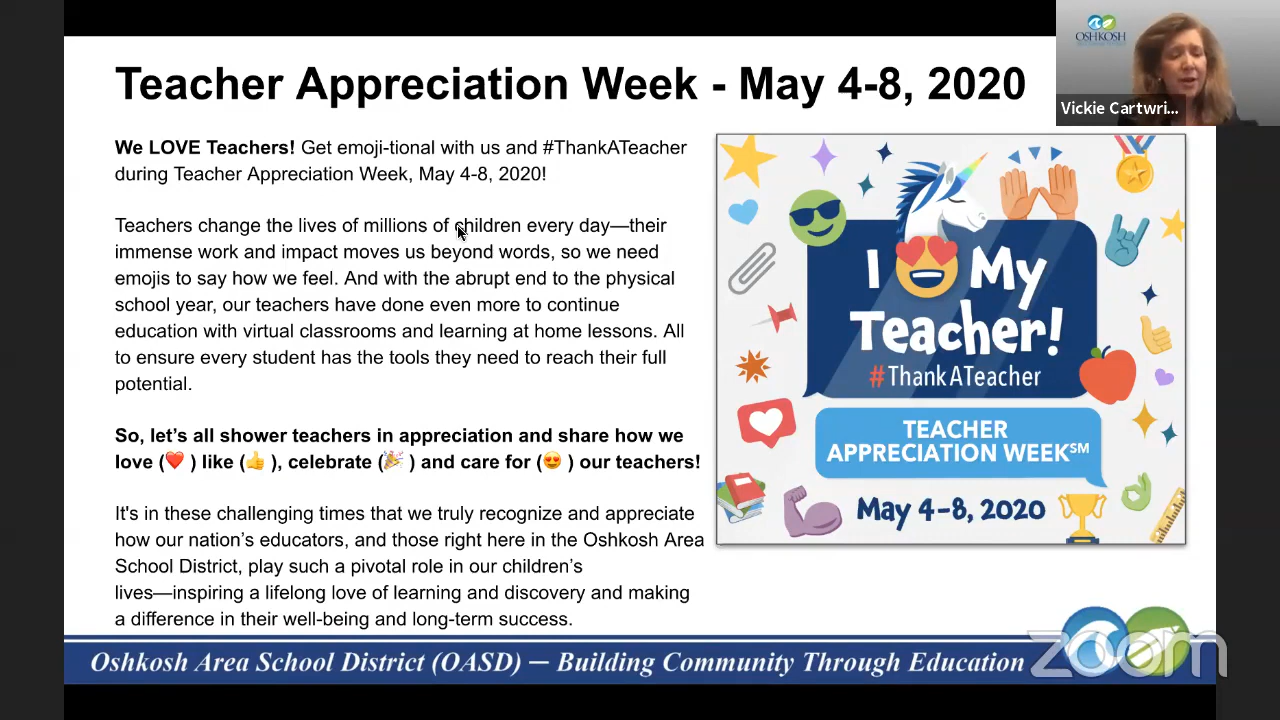 Teacher Appreciation Week - May 4-8, 2020
OSHKOSH
Vickie Cartwri...
We LOVE Teachers! Get emoji-tional with us and #ThankATeacher
during Teacher Appreciation Week, May 4-8, 2020!
Teachers change the lives of millions of children every day—their
immense work and impact moves us beyond words, so we need
emojis to say how we feel. And with the abrupt end to the physical
school year, our teachers have done even more to continue
education with virtual classrooms and learning at home lessons. All
to ensure every student has the tools they need to reach their full
potential.
So, let's all shower teachers in appreciation and share how we
love (❤️ ) like (👍 ), celebrate (🎉 ) and care for (😍 ) our teachers!
It's in these challenging times that we truly recognize and appreciate
how our nation's educators, and those right here in the Oshkosh Area
School District, play such a pivotal role in our children's
lives—inspiring a lifelong love of learning and discovery and making
a difference in their well-being and long-term success.
I 😍 My
Teacher!
#ThankATeacher
TEACHER
APPRECIATION WEEK℠
May 4-8, 2020
Oshkosh Area School District (OASD) — Building Community Through Education
zoom